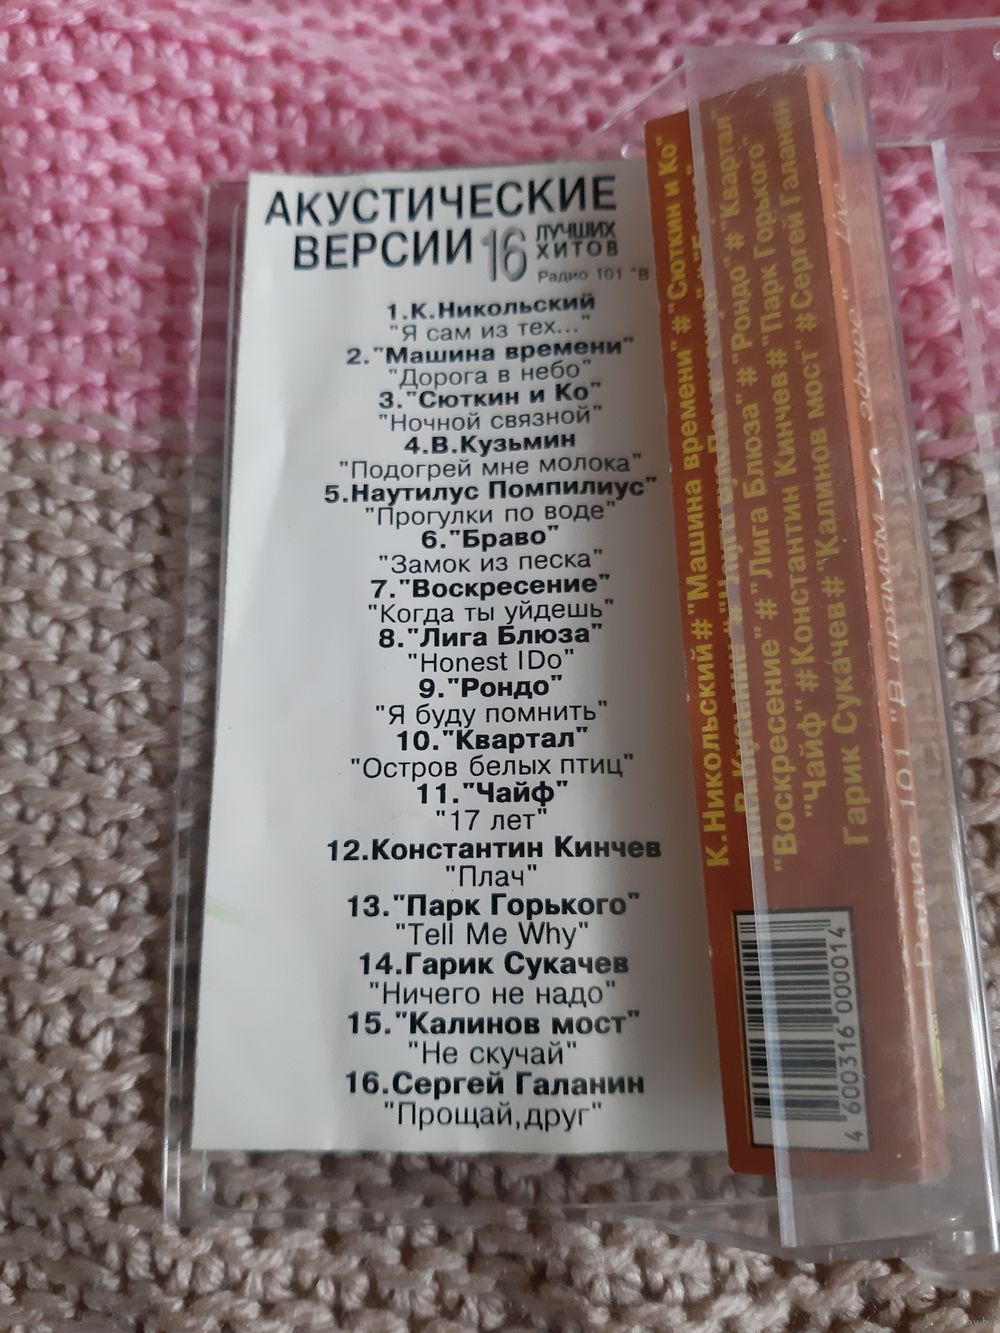 АКУСТИЧЕСКИЕ
ВЕРСИИ 16 ЛУЧШИХ
ХИТОВ
Радио 101 "В
1.К.Никольский
"Я сам из тех..."
2."Машина времени"
"Дорога в небо"
3."Сюткин и Ко"
"Ночной связной"
4.В.Кузьмин
"Подогрей мне молока"
5.Наутилус Помпилиус"
"Прогулки по воде"
6."Браво"
"Замок из песка"
7."Воскресение"
"Когда ты уйдешь"
8."Лига Блюза"
"Honest IDo"
9."Рондо"
"Я буду помнить"
10."Квартал"
"Остров белых птиц"
11."Чайф"
"17 лет"
12.Константин Кинчев
"Плач"
13."Парк Горького"
"Tell Me Why"
14.Гарик Сукачев
"Ничего не надо"
15."Калинов мост"
"Не скучай"
16.Сергей Галанин
"Прощай,друг"
К.Никольский#"Машина времени"#"Сюткин и Ко"
"Воскресение"#"Лига Блюза"#"Рондо"#"Квартал"
"Чайф"#Константин Кинчев#"Парк Горького"
Гарик Сукачев#"Калинов мост"#Сергей Галанин
Радио 101 "В прямом эфире" Live
4 600316 000014